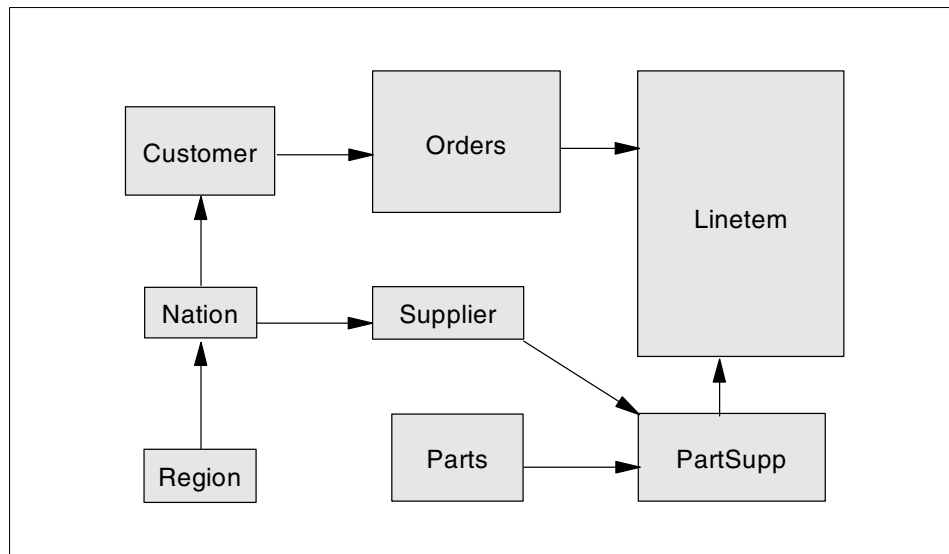 Customer
Orders
Linetem
Nation
Supplier
Region
Parts
PartSupp